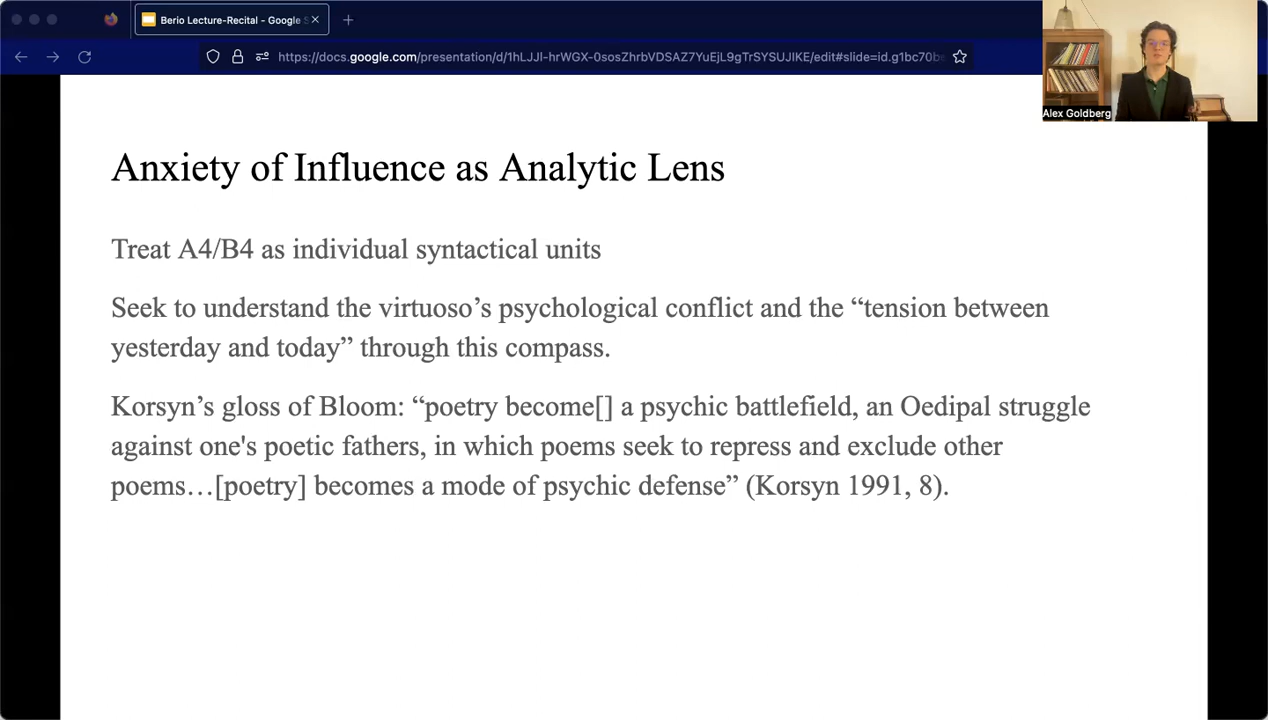 Berio Lecture-Recital - Google S
https://docs.google.com/presentation/d/1hLJJl-hrWGX-0sosZhrbVDSAZ7YuEjL9gTrSYSUJIKE/edit#slide=id.g1bc70b
Alex Goldberg
Anxiety of Influence as Analytic Lens
Treat A4/B4 as individual syntactical units
Seek to understand the virtuoso’s psychological conflict and the “tension between
yesterday and today” through this compass.
Korsyn’s gloss of Bloom: “poetry become[] a psychic battlefield, an Oedipal struggle
against one's poetic fathers, in which poems seek to repress and exclude other
poems…[poetry] becomes a mode of psychic defense” (Korsyn 1991, 8).